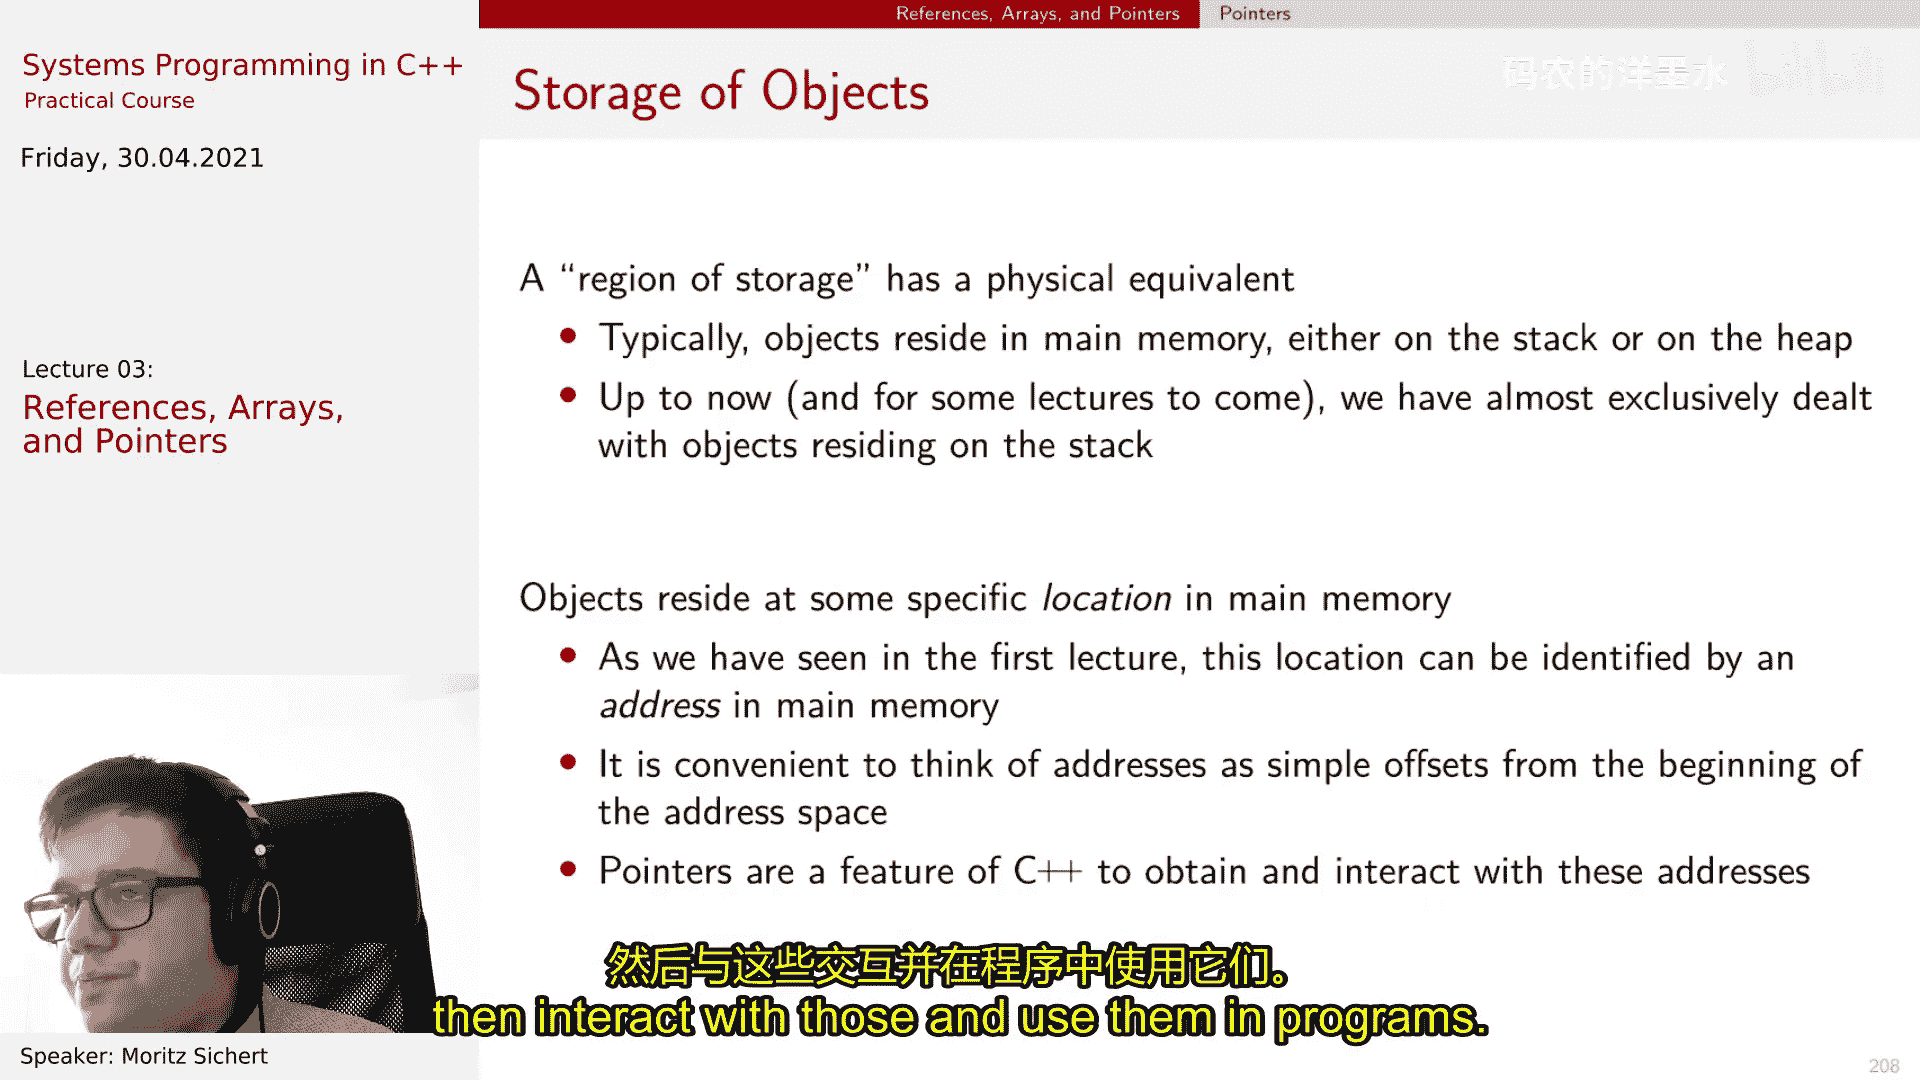 References, Arrays, and Pointers
Pointers
Systems Programming in C++
Practical Course
Friday, 30.04.2021
Lecture 03:
References, Arrays,
and Pointers
Storage of Objects
码农的洋墨水
bilibili
A “region of storage” has a physical equivalent
• Typically, objects reside in main memory, either on the stack or on the heap
• Up to now (and for some lectures to come), we have almost exclusively dealt
with objects residing on the stack
Objects reside at some specific location in main memory
• As we have seen in the first lecture, this location can be identified by an
address in main memory
• It is convenient to think of addresses as simple offsets from the beginning of
the address space
• Pointers are a feature of C++ to obtain and interact with these addresses
然后与这些交互并在程序中使用它们。
then interact with those and use them in programs.
Speaker: Moritz Sichert
208